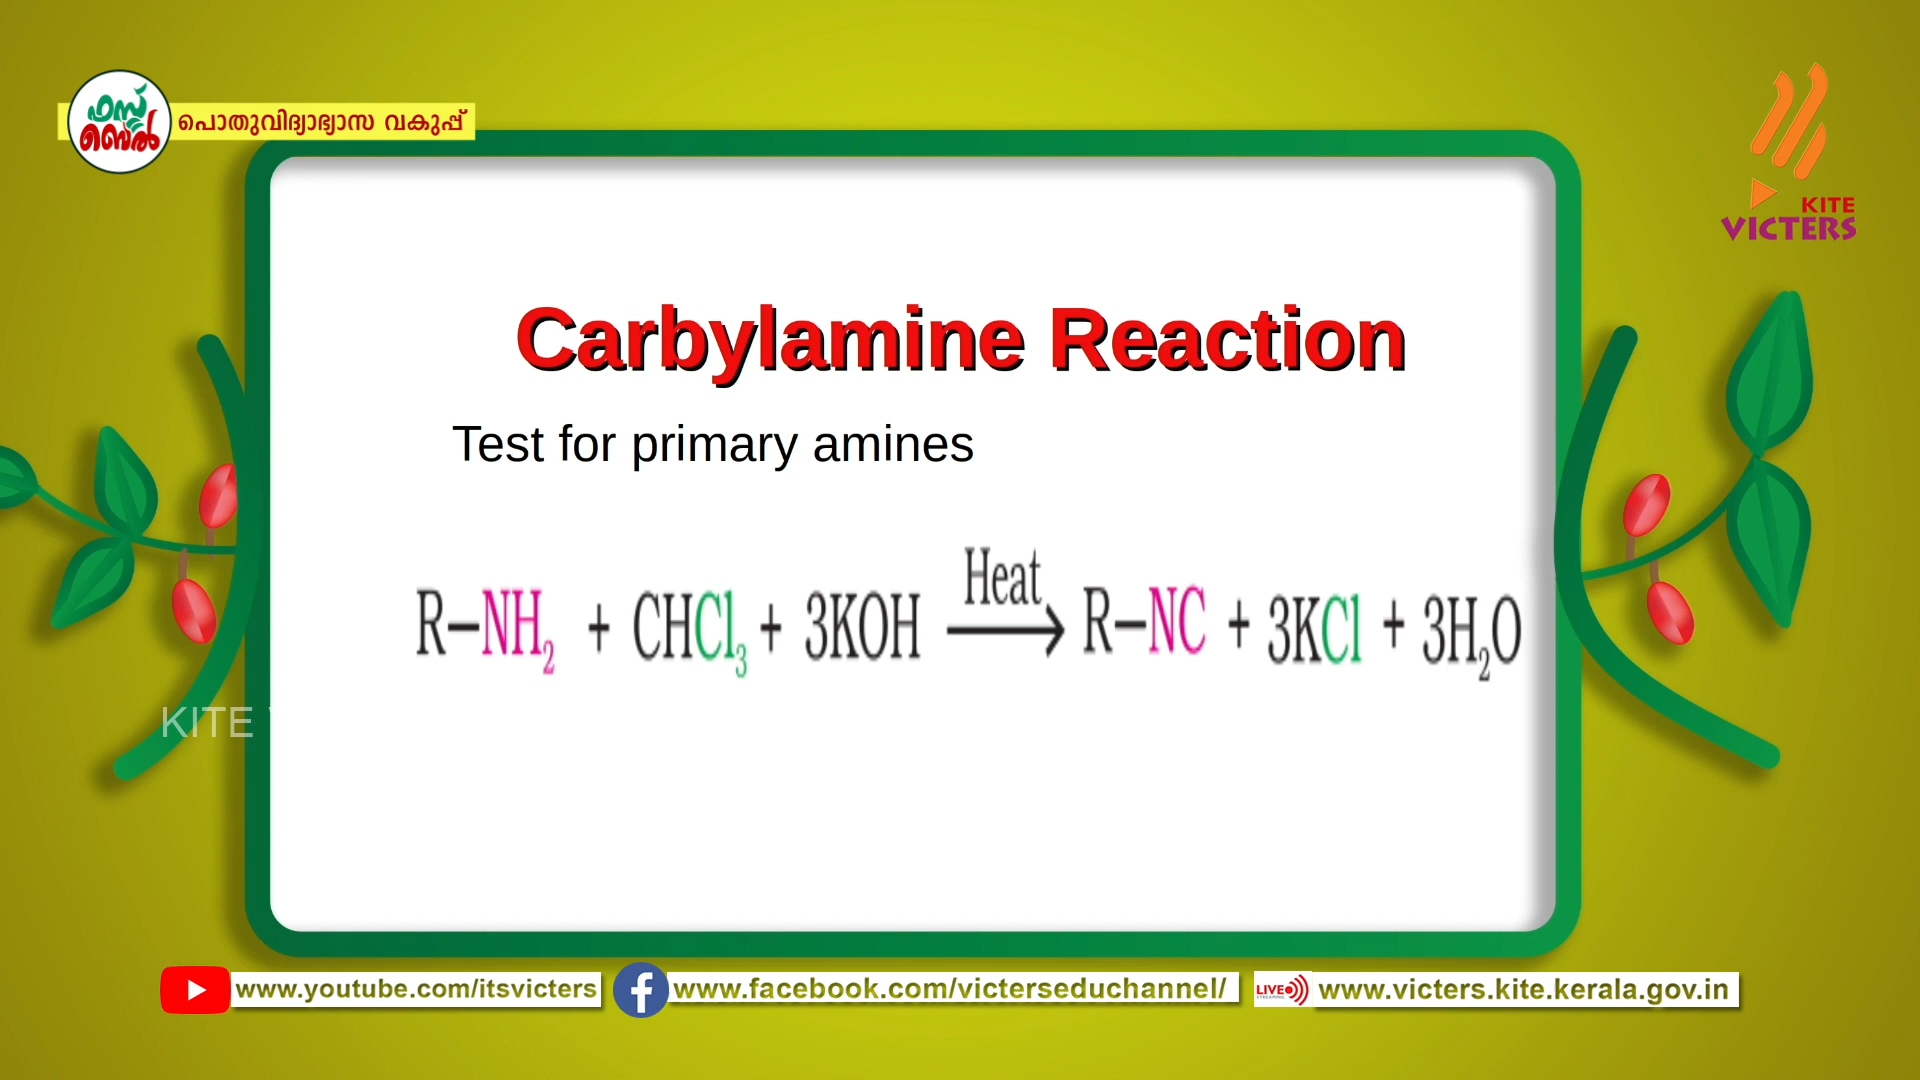 ഫസ്റ്റ്
ബെൽ
പൊതുവിദ്യാഭ്യാസ വകുപ്പ്
KITE
VICTERS
Carbylamine Reaction
Test for primary amines
R–NH₂ + CHCl₃ + 3KOH Heat→ R–NC + 3KCl + 3H₂O
KITE
www.youtube.com/itsvicters
www.facebook.com/victerseduchannel/
LIVE
STREAMING
www.victers.kite.kerala.gov.in